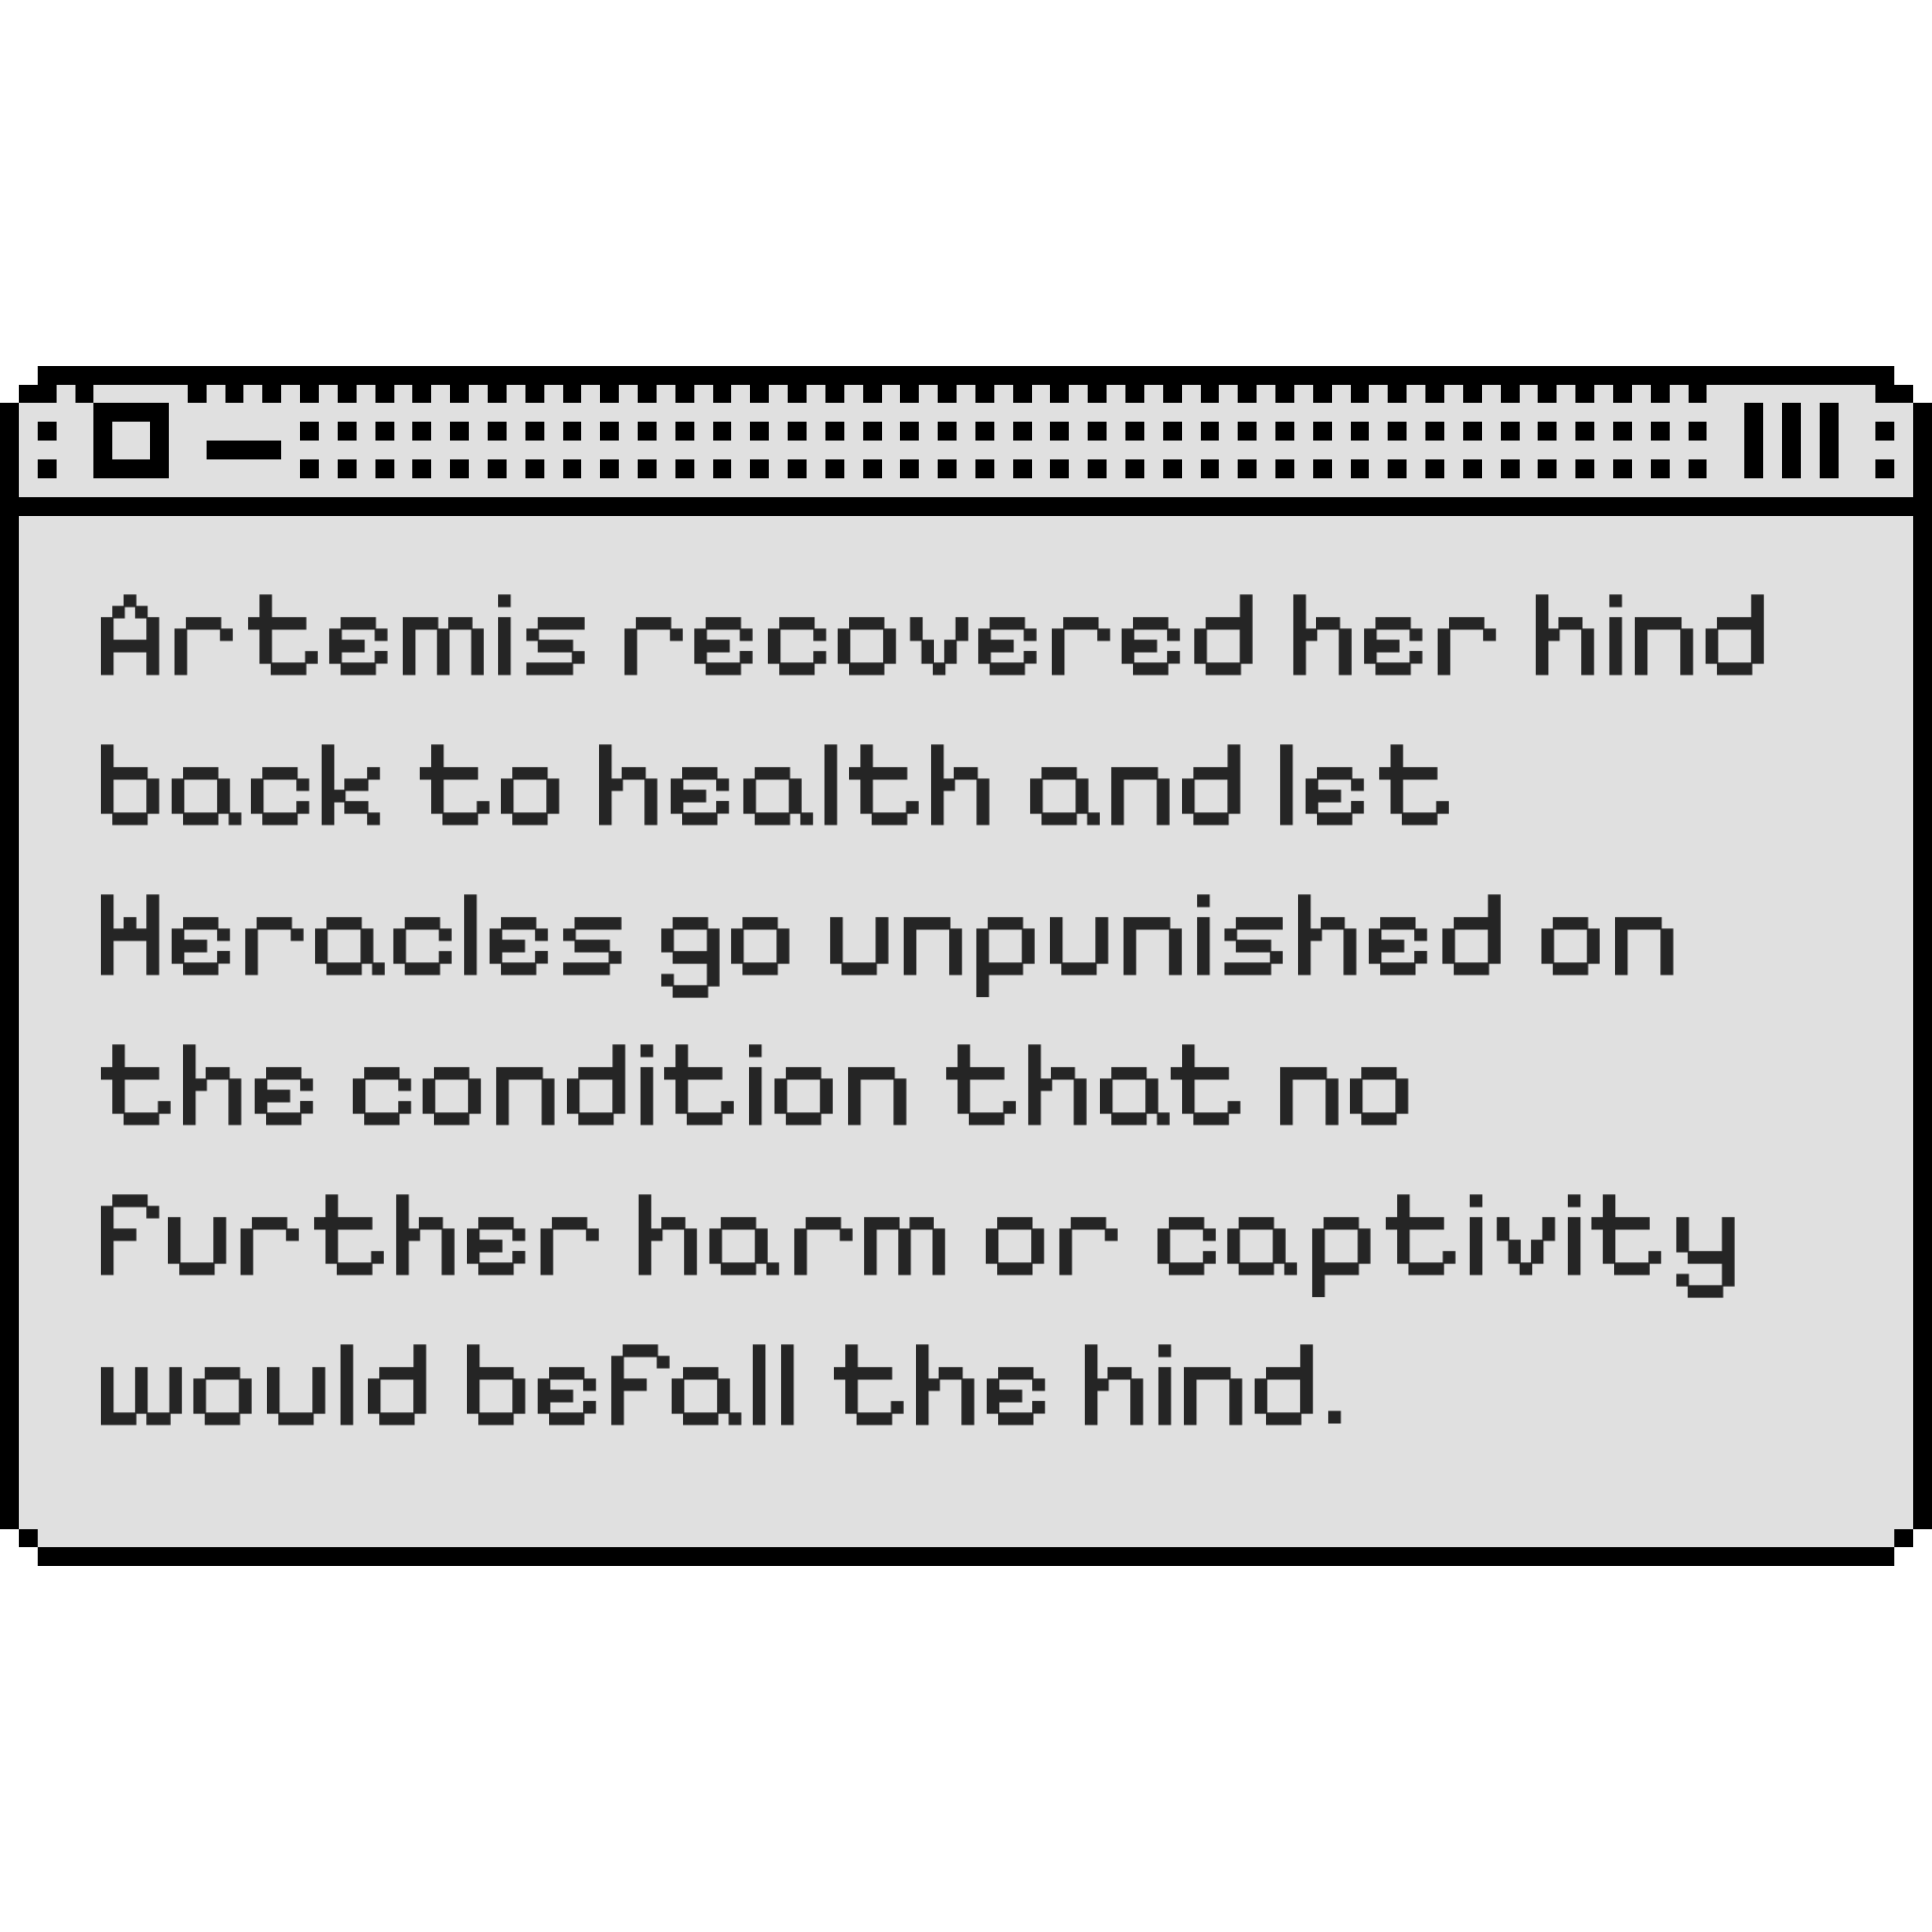 Artemis recovered her hind
back to health and let
Heracles go unpunished on
the condition that no
further harm or captivity
would befall the hind.